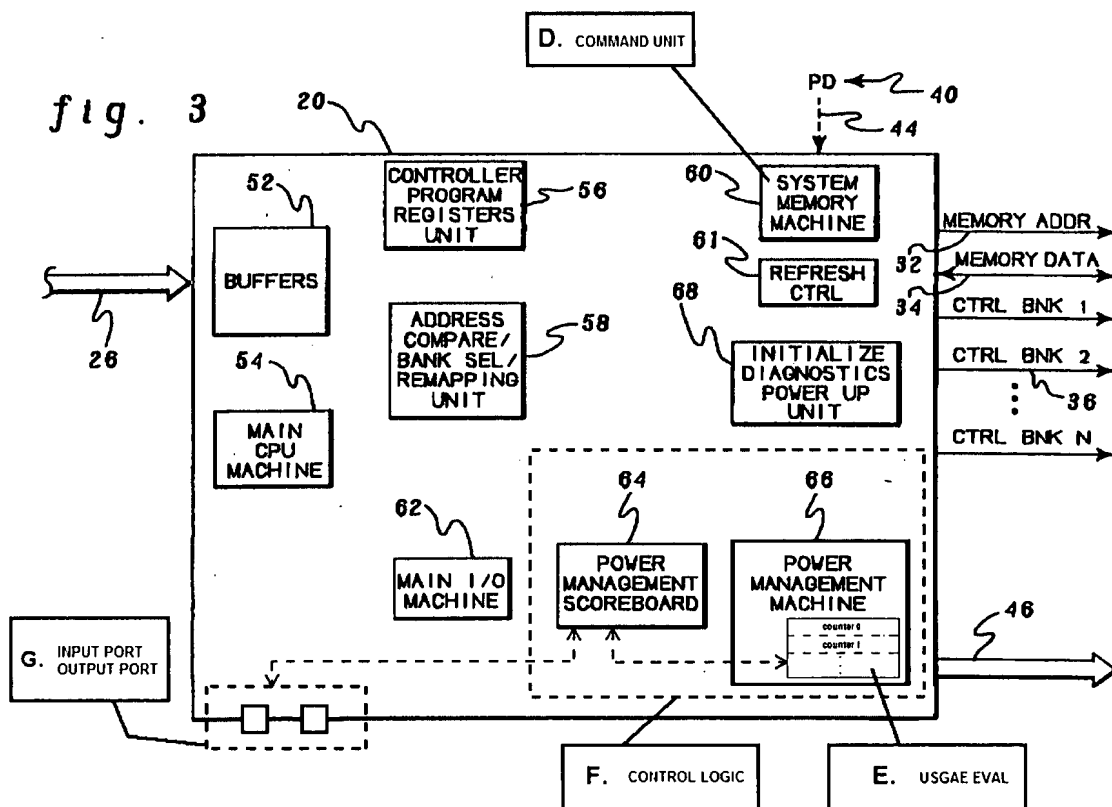 D. COMMAND UNIT
fig. 3
20
PD
40
44
52
CONTROLLER
PROGRAM
REGISTERS
UNIT
56
60
SYSTEM
MEMORY
MACHINE
BUFFERS
26
61
REFRESH
CTRL
MEMORY ADDR
32
MEMORY DATA
34
CTRL BNK 1
CTRL BNK 2
36
CTRL BNK N
54
MAIN
CPU
MACHINE
ADDRESS
COMPARE/
BANK SEL/
REMAPPING
UNIT
58
68
INITIALIZE
DIAGNOSTICS
POWER UP
UNIT
62
MAIN I/O
MACHINE
64
POWER
MANAGEMENT
SCOREBOARD
66
POWER
MANAGEMENT
MACHINE
counter 0
counter 1
46
G. INPUT PORT
OUTPUT PORT
F. CONTROL LOGIC
E. USGAE EVAL